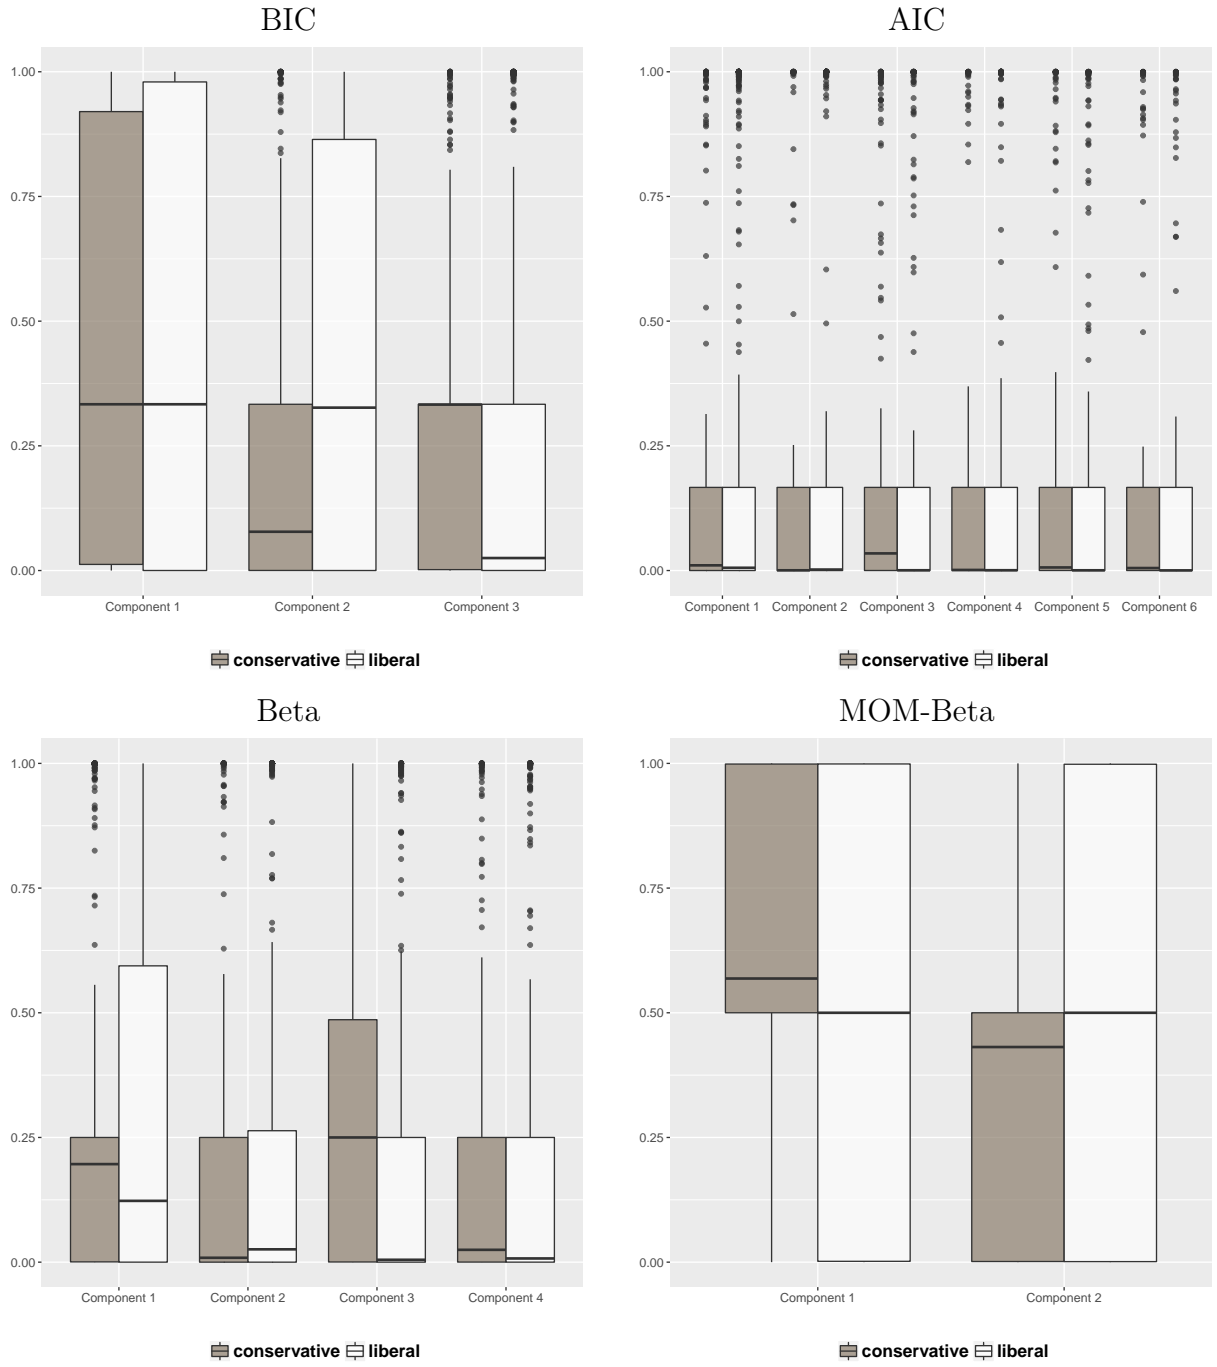 BIC
1.00
0.75
0.50
0.25
0.00
Component 1 Component 2 Component 3
conservative liberal
AIC
1.00
0.75
0.50
0.25
0.00
Component 1 Component 2 Component 3 Component 4 Component 5 Component 6
conservative liberal
Beta
1.00
0.75
0.50
0.25
0.00
Component 1 Component 2 Component 3 Component 4
conservative liberal
MOM-Beta
1.00
0.75
0.50
0.25
0.00
Component 1 Component 2
conservative liberal